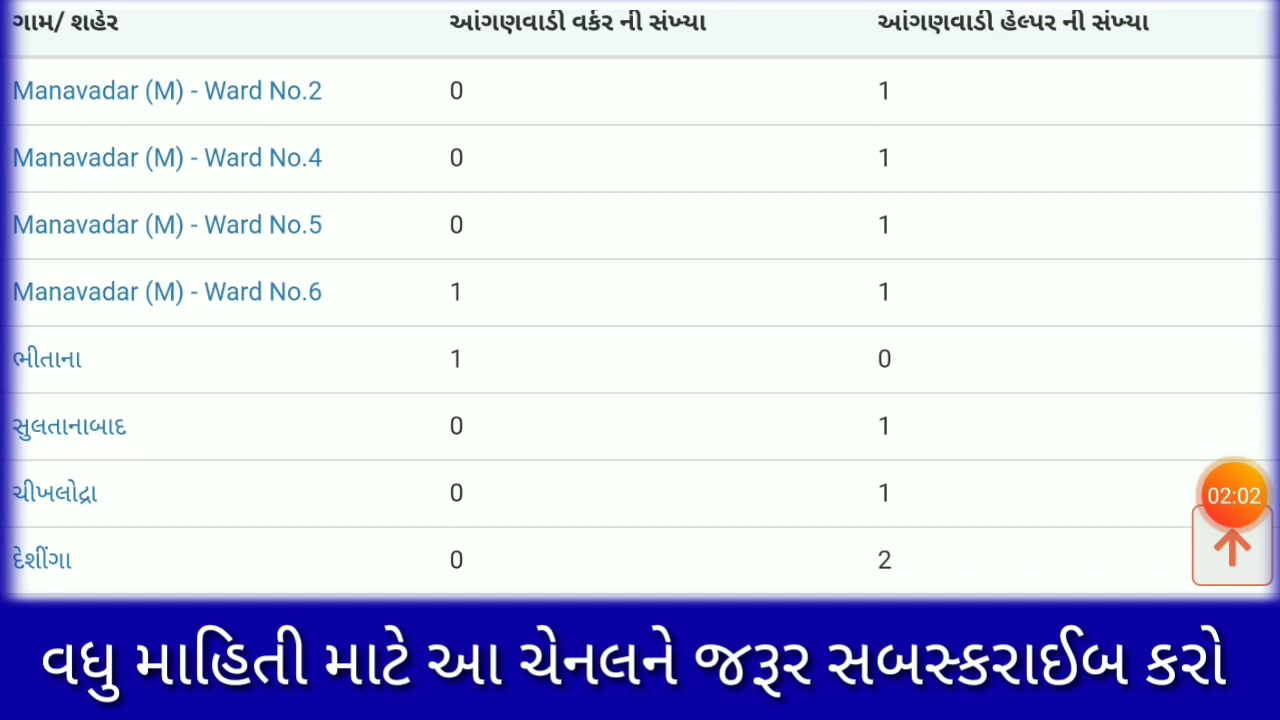 ગામ/ શહેર આંગણવાડી વર્કર ની સંખ્યા આંગણવાડી હેલ્પર ની સંખ્યા
Manavadar (M) - Ward No.2 0 1
Manavadar (M) - Ward No.4 0 1
Manavadar (M) - Ward No.5 0 1
Manavadar (M) - Ward No.6 1 1
ભીતાના 1 0
સુલતાનાબાદ 0 1
ચીખલોદ્રા 0 1
02:02
દેશીંગા 0 2
વધુ માહિતી માટે આ ચેનલને જરૂર સબસ્કરાઈબ કરો